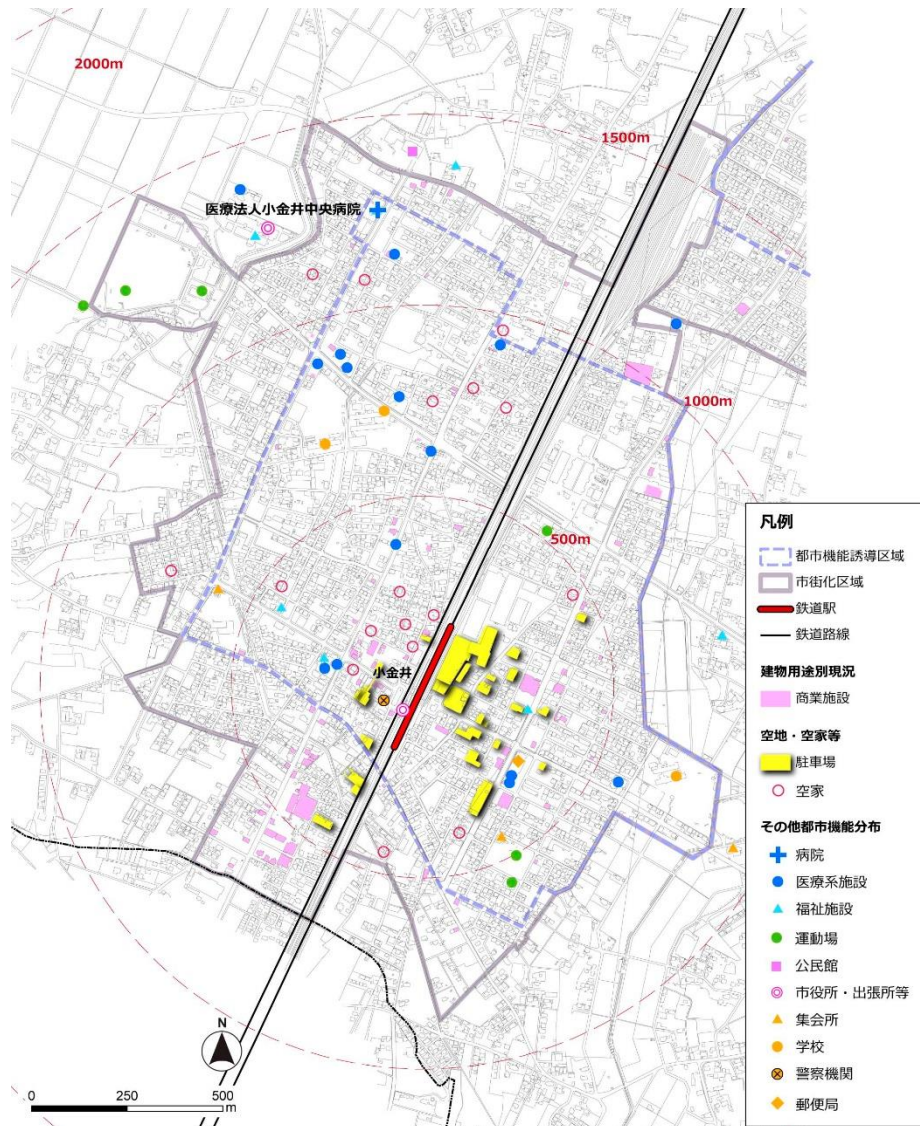 2000m
1500m
医療法人小金井中央病院
1000m
500m
小金井
凡例
都市機能誘導区域
市街化区域
鉄道駅
鉄道路線
建物用途別現況
商業施設
空地・空家等
駐車場
空家
その他都市機能分布
病院
医療系施設
福祉施設
運動場
公民館
市役所・出張所等
集会所
学校
警察機関
郵便局
N
0 250 500
m